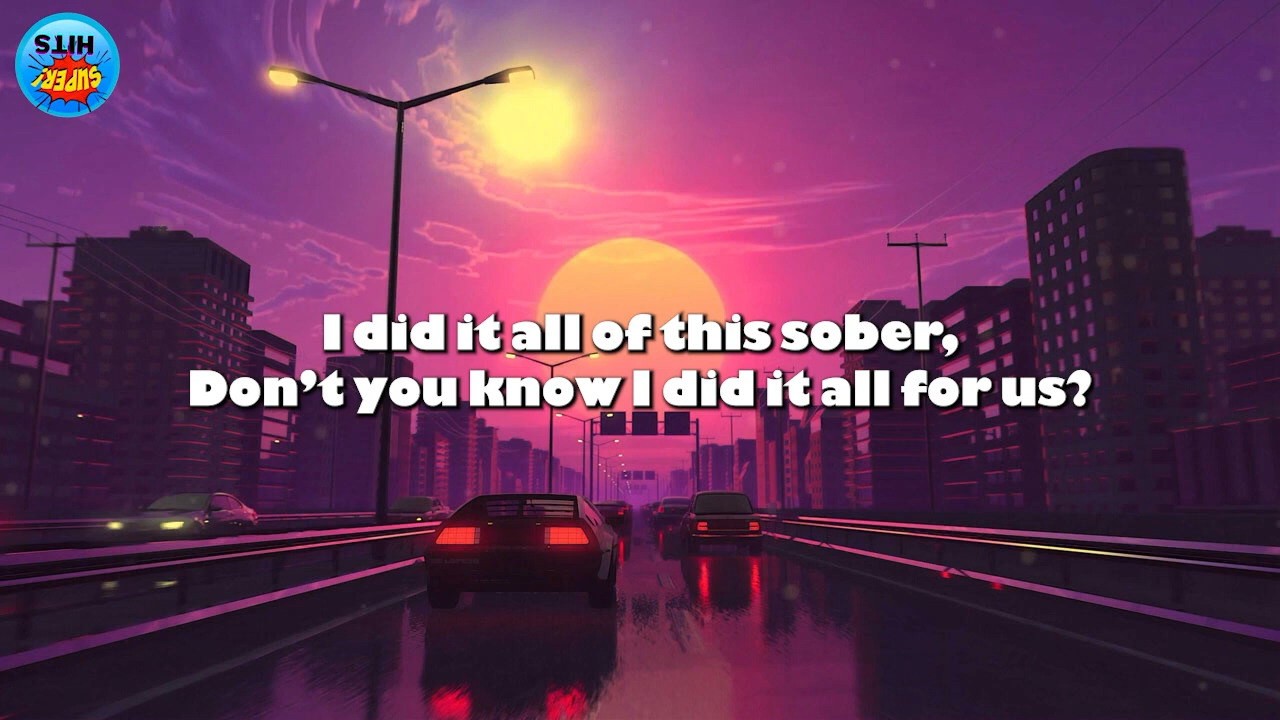 SUPER!
HITS
I did it all of this sober,
Don't you know I did it all for us?